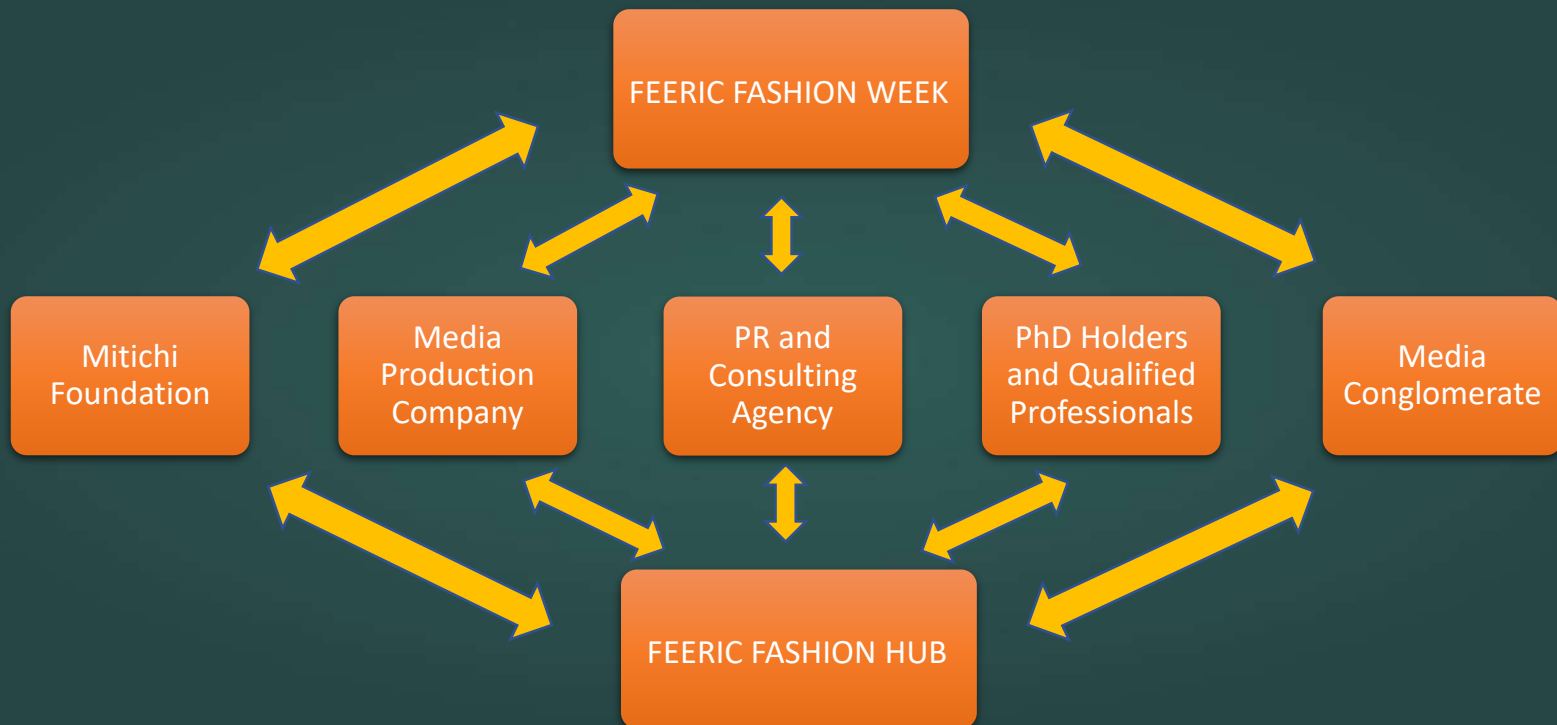 FEERIC FASHION WEEK
Mitichi
Foundation
Media
Production
Company
PR and
Consulting
Agency
PhD Holders
and Qualified
Professionals
Media
Conglomerate
FEERIC FASHION HUB